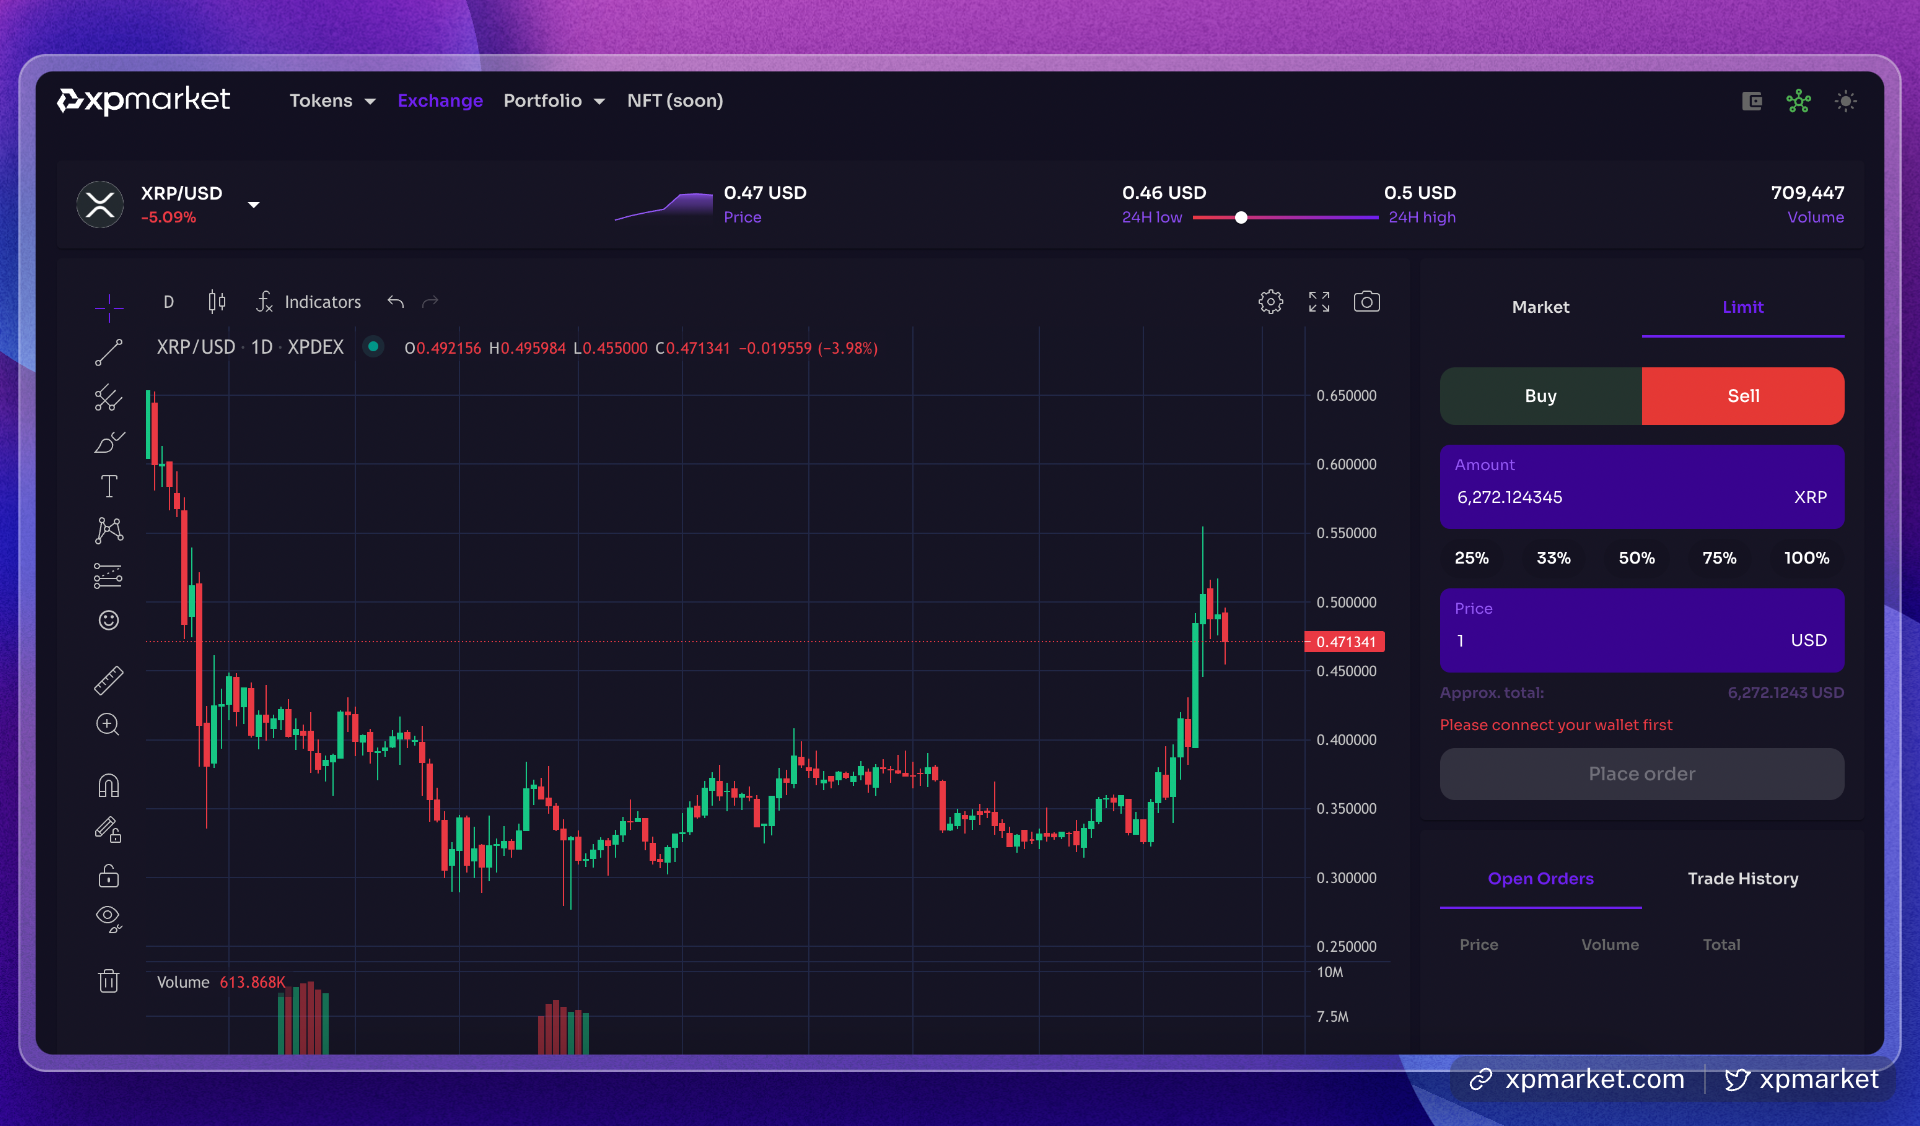 xpmarket
Tokens Exchange Portfolio NFT (soon)
XRP/USD
-5.09%
0.47 USD
Price
0.46 USD 0.5 USD
24H low 24H high
709,447
Volume
D Indicators
XRP/USD · 1D · XPDEX O0.492156 H0.495984 L0.455000 C0.471341 −0.019559 (−3.98%)
0.650000
0.600000
0.550000
0.500000
0.471341
0.450000
0.400000
0.350000
0.300000
0.250000
Volume 613.868K
10M
7.5M
Market Limit
Buy Sell
Amount
6,272.124345 XRP
25% 33% 50% 75% 100%
Price
1 USD
Approx. total: 6,272.1243 USD
Please connect your wallet first
Place order
Open Orders Trade History
Price Volume Total
xpmarket.com xpmarket